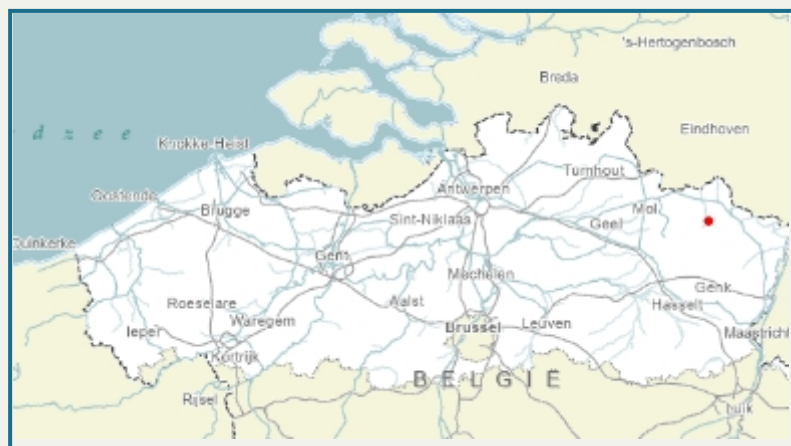 's-Hertogenbosch
Breda
dzee
Eindhoven
Knokke-Heist
Turnhout
Antwerpen
Oostende
Mol
Brugge
Sint-Niklaas
Geel
Duinkerke
Gent
Mechelen
Genk
Roeselare
Aalst
Hasselt
Ieper
Waregem
Brussel
Leuven
Maastricht
Kortrijk
BELGIË
Rijsel
Luik